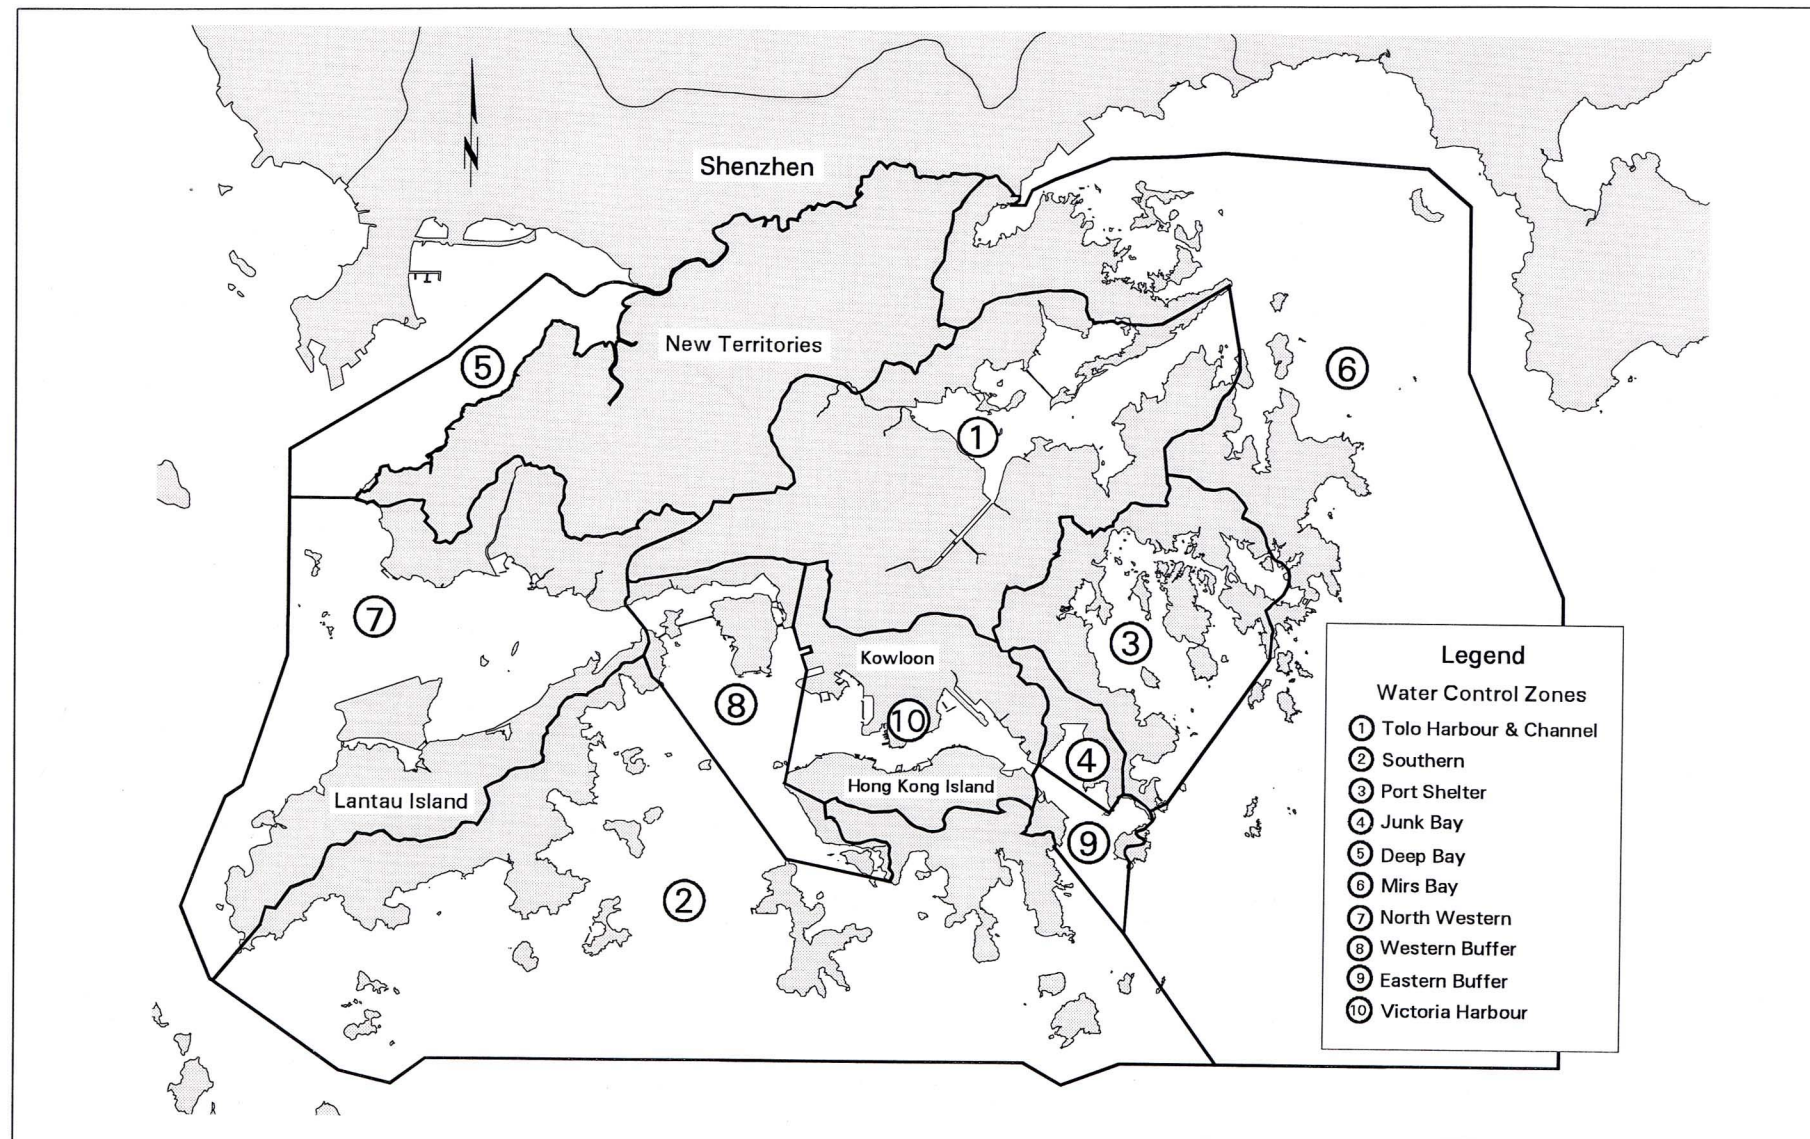 N
Shenzhen
New Territories
5
6
1
7
3
Kowloon
8
10
4
Hong Kong Island
Lantau Island
9
2
Legend
Water Control Zones
1 Tolo Harbour & Channel
2 Southern
3 Port Shelter
4 Junk Bay
5 Deep Bay
6 Mirs Bay
7 North Western
8 Western Buffer
9 Eastern Buffer
10 Victoria Harbour